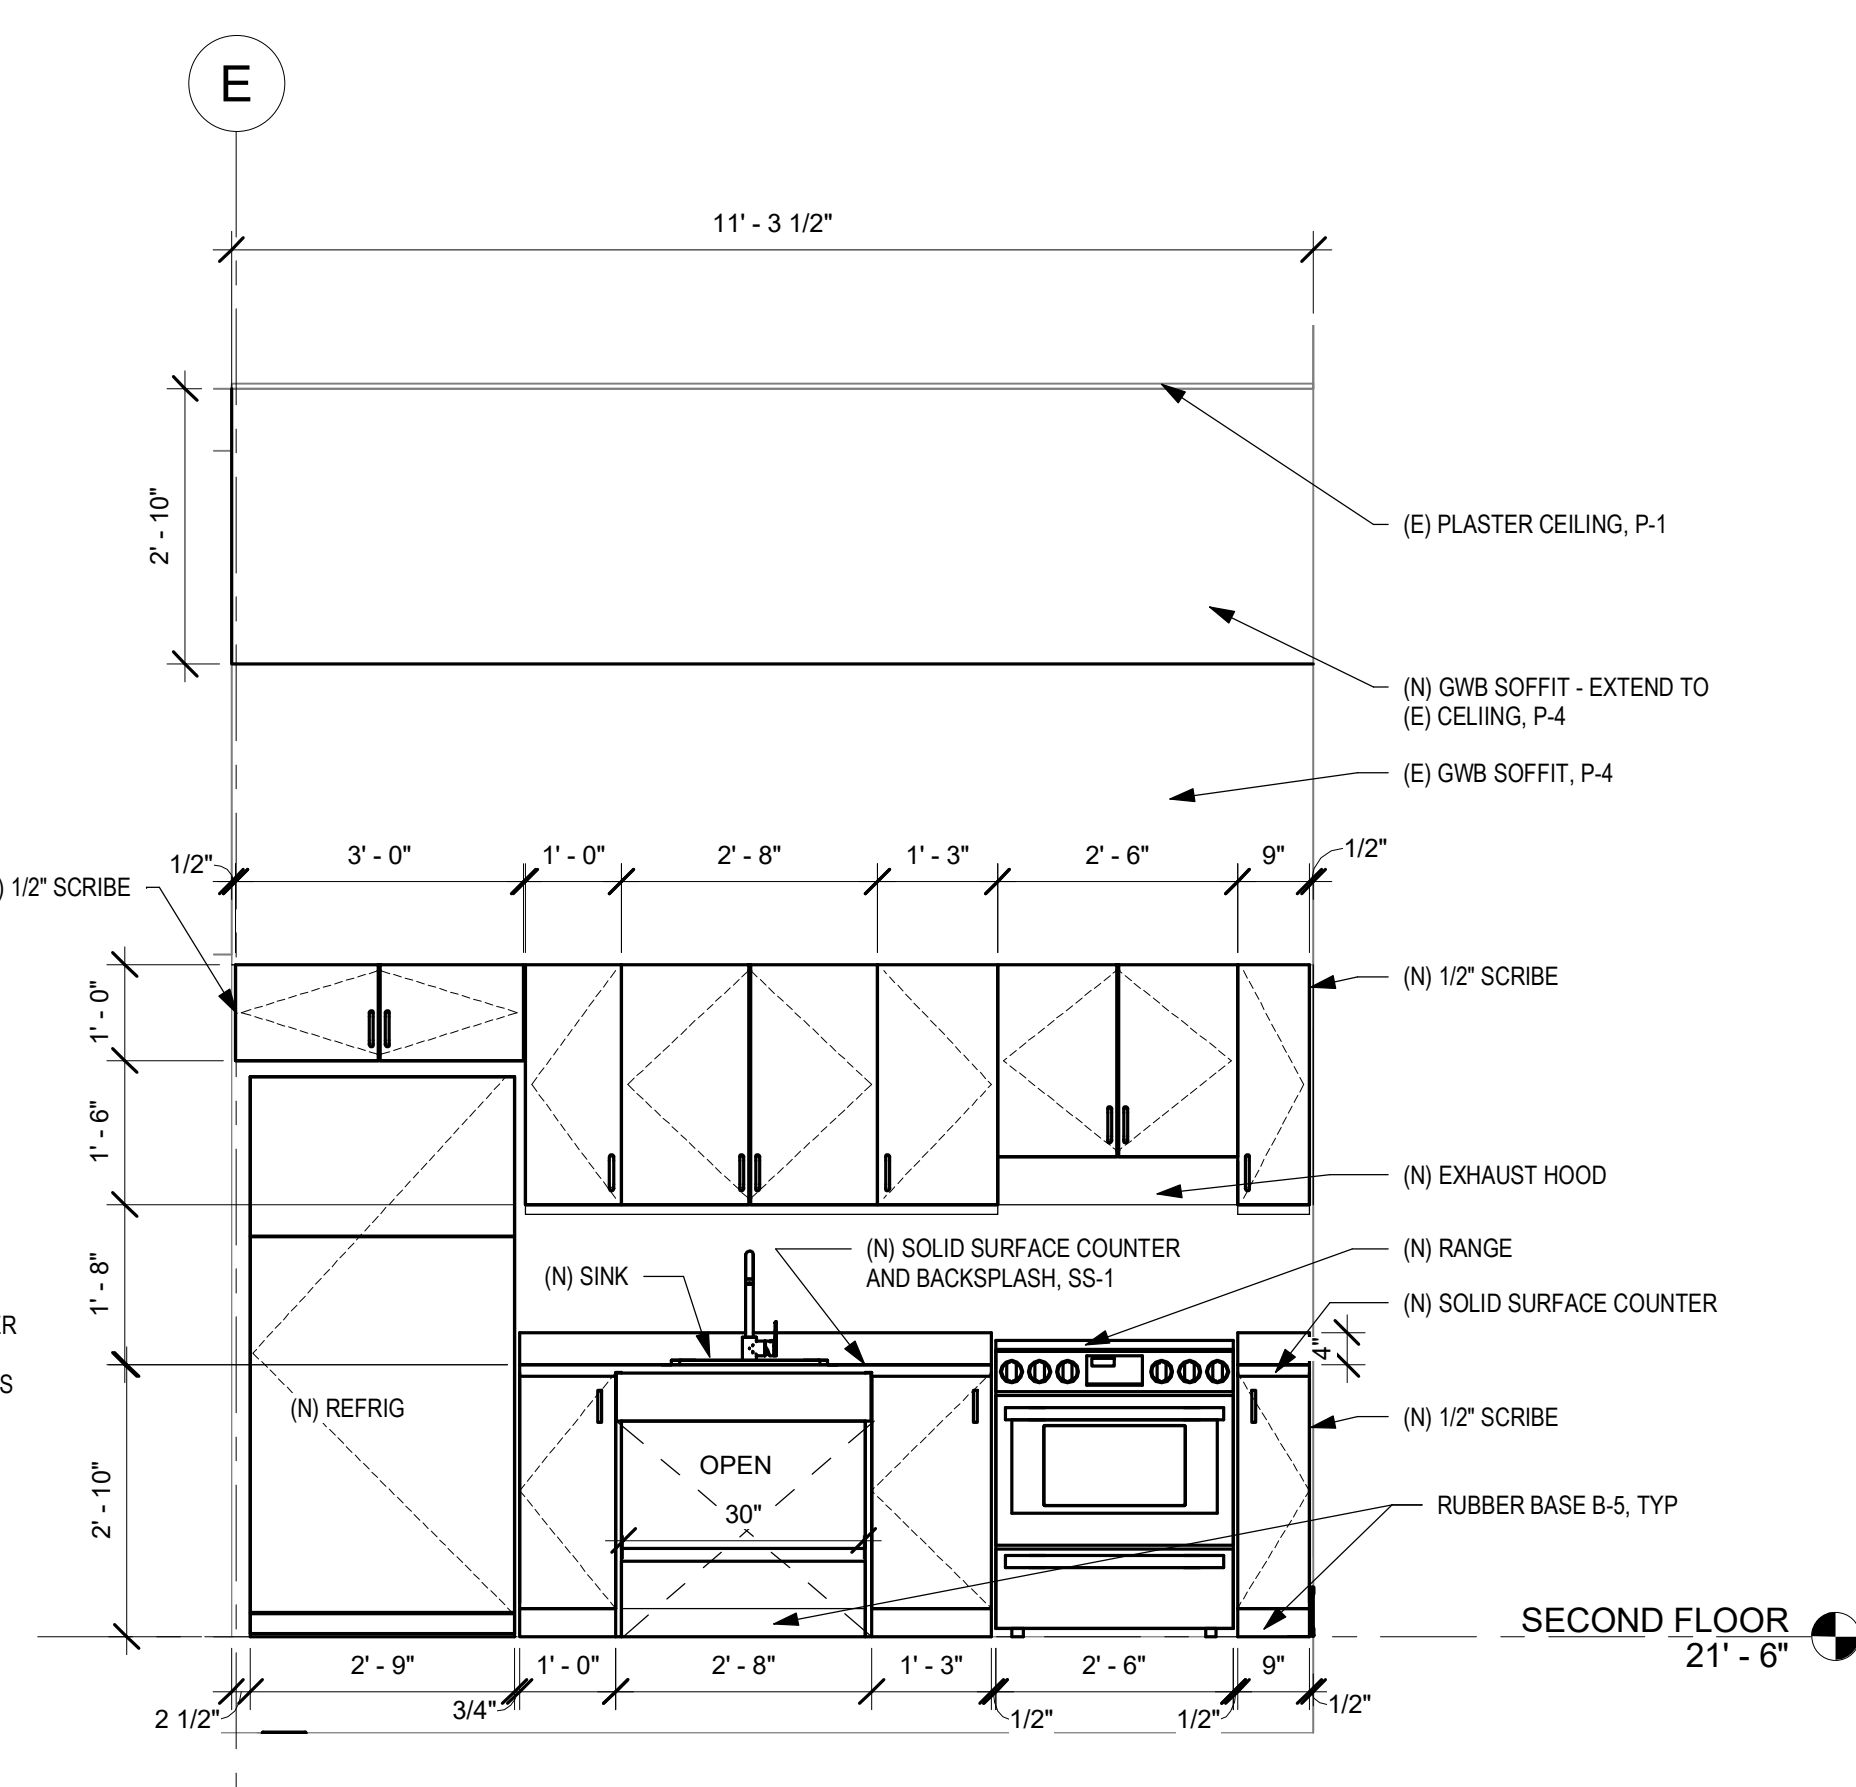 E
11' - 3 1/2"
2' - 10"
(E) PLASTER CEILING, P-1
(N) GWB SOFFIT - EXTEND TO
(E) CELIING, P-4
(E) GWB SOFFIT, P-4
1/2"
3' - 0"
1' - 0"
2' - 8"
1' - 3"
2' - 6"
9"
1/2"
) 1/2" SCRIBE
(N) 1/2" SCRIBE
1' - 0"
1' - 6"
1' - 8"
2' - 10"
(N) EXHAUST HOOD
(N) SOLID SURFACE COUNTER
AND BACKSPLASH, SS-1
(N) SINK
(N) RANGE
(N) SOLID SURFACE COUNTER
4"
ER
S
(N) REFRIG
(N) 1/2" SCRIBE
OPEN
30"
RUBBER BASE B-5, TYP
SECOND FLOOR
21' - 6"
2 1/2"
2' - 9"
3/4"
1' - 0"
2' - 8"
1' - 3"
1/2"
2' - 6"
1/2"
9"
1/2"